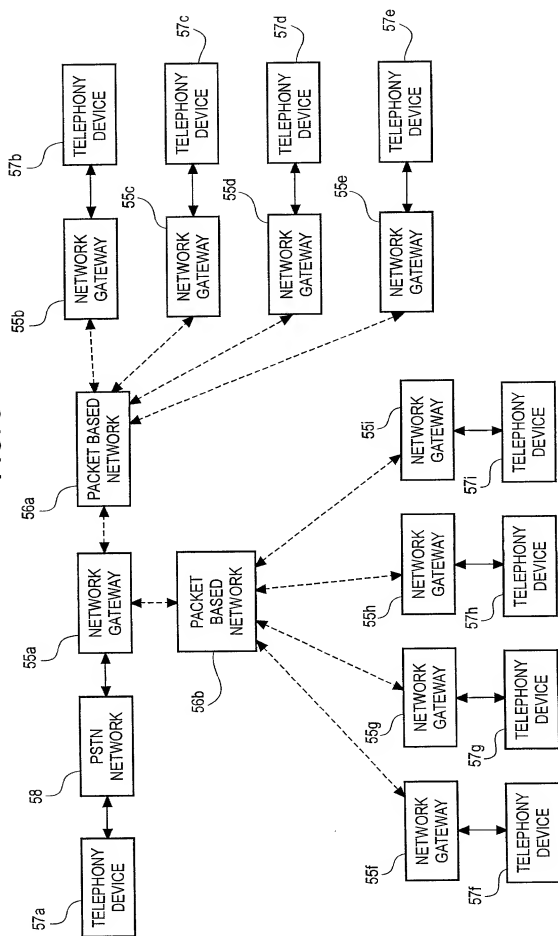 57a
TELEPHONY
DEVICE
58
PSTN
NETWORK
55a
NETWORK
GATEWAY
56a
PACKET BASED
NETWORK
55b
NETWORK
GATEWAY
57b
TELEPHONY
DEVICE
55c
NETWORK
GATEWAY
57c
TELEPHONY
DEVICE
55d
NETWORK
GATEWAY
57d
TELEPHONY
DEVICE
55e
NETWORK
GATEWAY
57e
TELEPHONY
DEVICE
56b
PACKET
BASED
NETWORK
55f
NETWORK
GATEWAY
57f
TELEPHONY
DEVICE
55g
NETWORK
GATEWAY
57g
TELEPHONY
DEVICE
55h
NETWORK
GATEWAY
57h
TELEPHONY
DEVICE
55i
NETWORK
GATEWAY
57i
TELEPHONY
DEVICE